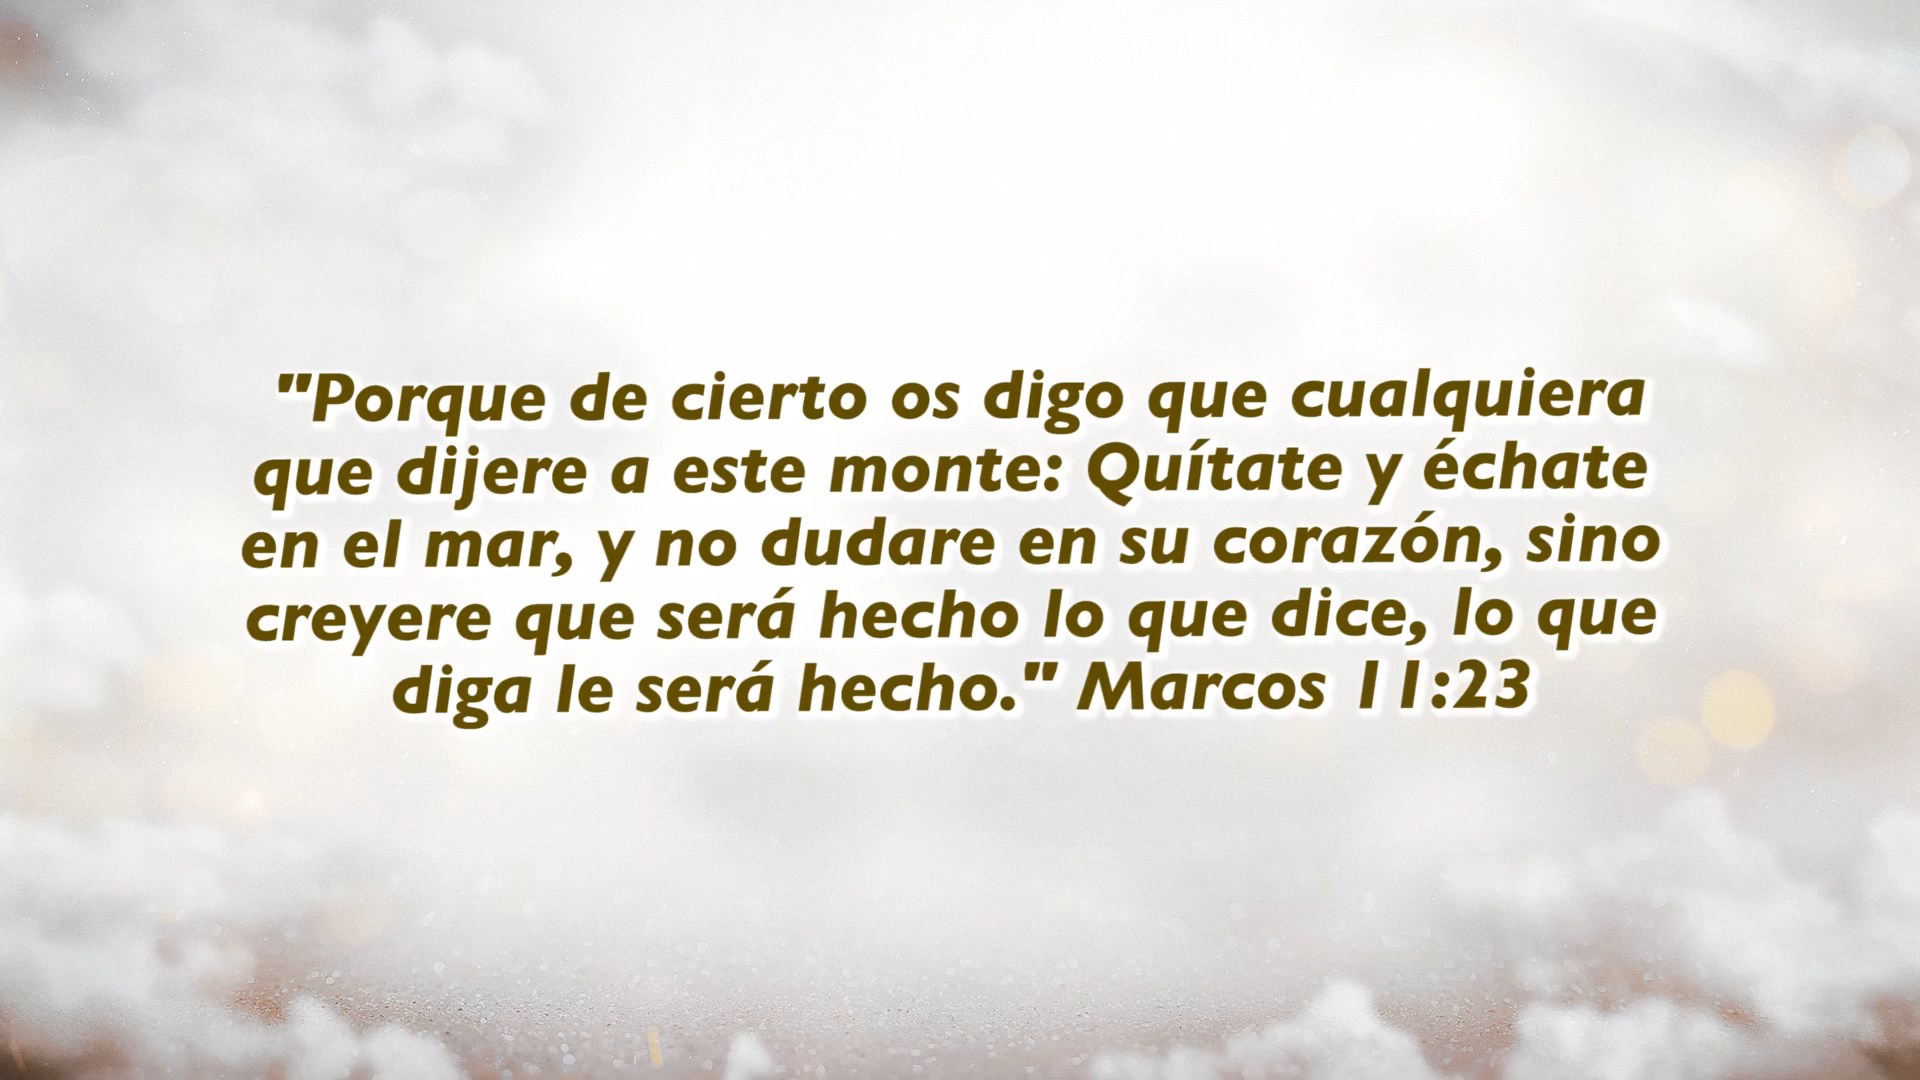 "Porque de cierto os digo que cualquiera
que dijere a este monte: Quítate y échate
en el mar, y no dudare en su corazón, sino
creyere que será hecho lo que dice, lo que
diga le será hecho." Marcos 11:23